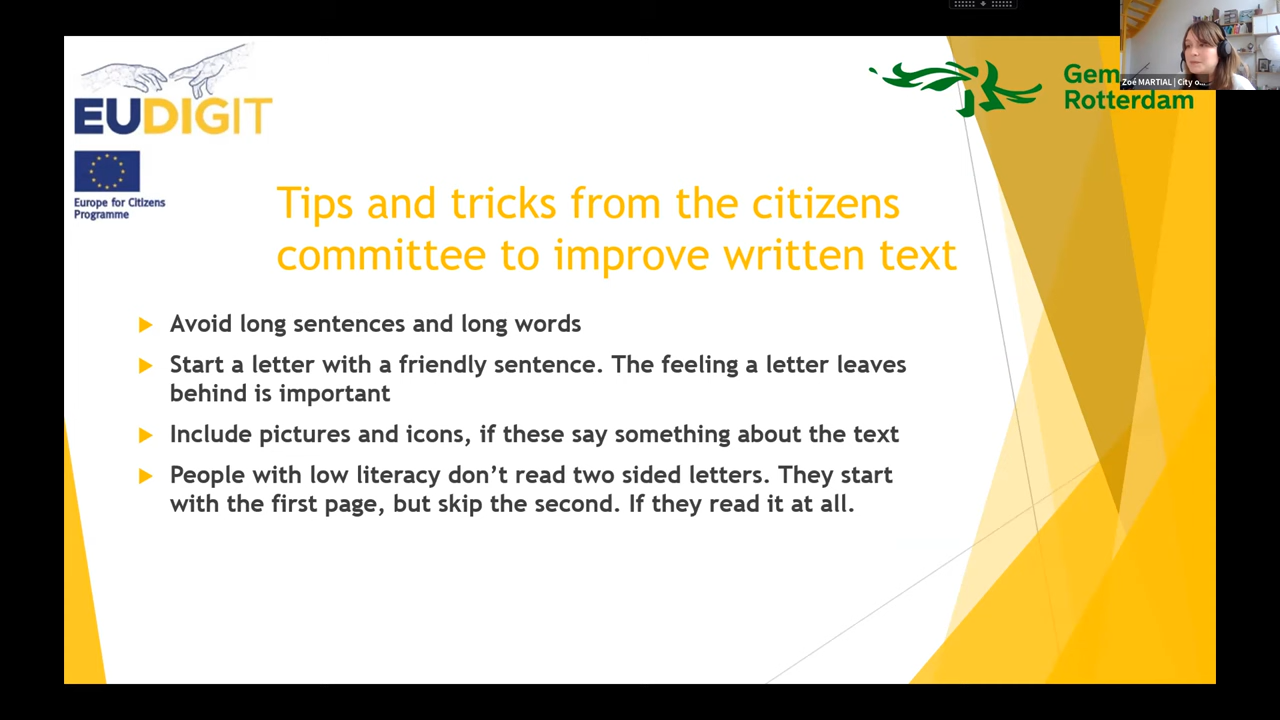 EUDIGIT
Europe for Citizens
Programme
Gem
Rotterdam
Zoé MARTIAL | City o...
Tips and tricks from the citizens
committee to improve written text
Avoid long sentences and long words
Start a letter with a friendly sentence. The feeling a letter leaves
behind is important
Include pictures and icons, if these say something about the text
People with low literacy don’t read two sided letters. They start
with the first page, but skip the second. If they read it at all.